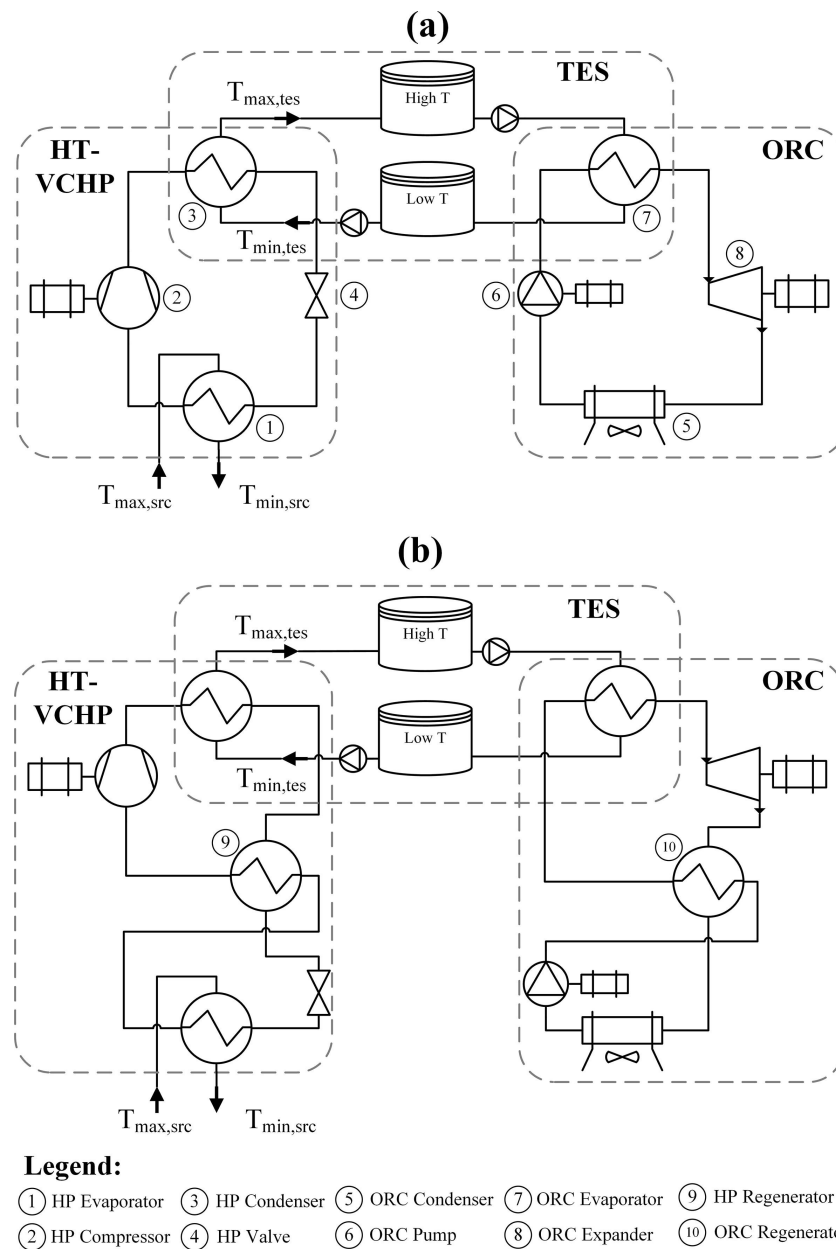 (a)
TES
T_max,tes
High T
HT-
VCHP
ORC
3
Low T
7
T_min,tes
8
2
4
6
1
5
T_max,src
T_min,src
(b)
TES
T_max,tes
High T
HT-
VCHP
ORC
Low T
T_min,tes
9
10
T_max,src
T_min,src
Legend:
1 HP Evaporator 3 HP Condenser 5 ORC Condenser 7 ORC Evaporator 9 HP Regenerator
2 HP Compressor 4 HP Valve 6 ORC Pump 8 ORC Expander 10 ORC Regenerat